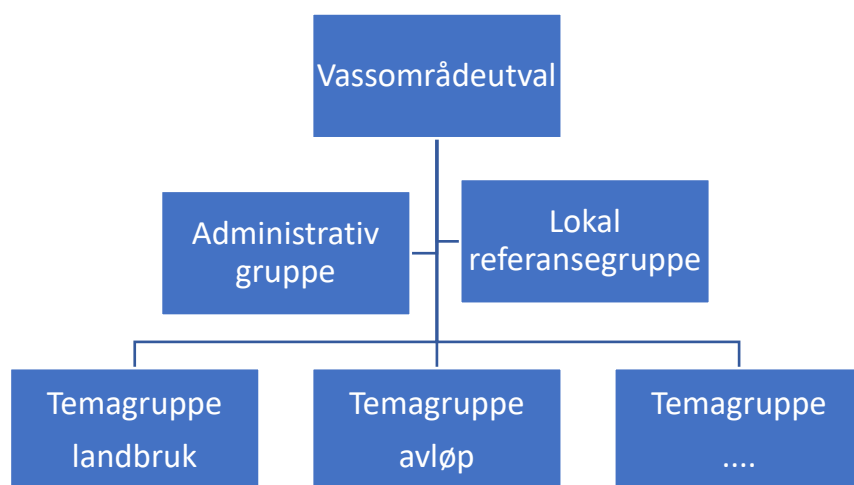 Vassområdeutval
Administrativ
gruppe
Lokal
referansegruppe
Temagruppe
landbruk
Temagruppe
avløp
Temagruppe
....